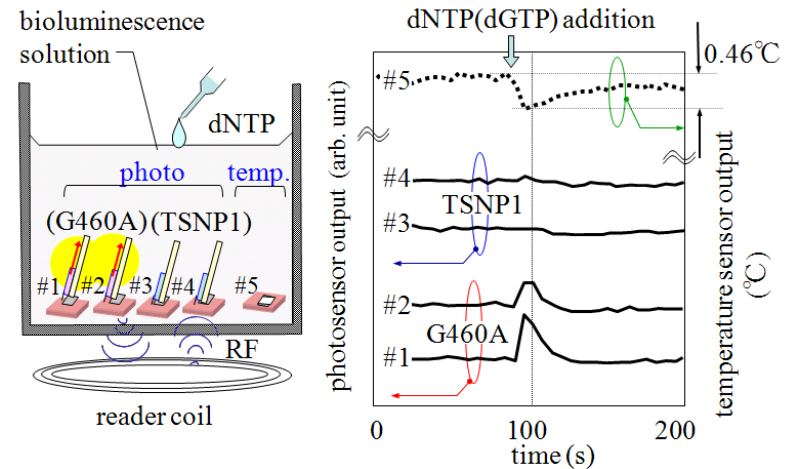 bioluminescence
solution
dNTP
photo
temp.
(G460A)
(TSNP1)
#1
#2
#3
#4
#5
RF
reader coil
dNTP(dGTP) addition
0.46℃
#5
#4
TSNP1
#3
#2
G460A
#1
photosensor output (arb. unit)
temperature sensor output
(℃)
0
100
200
time (s)